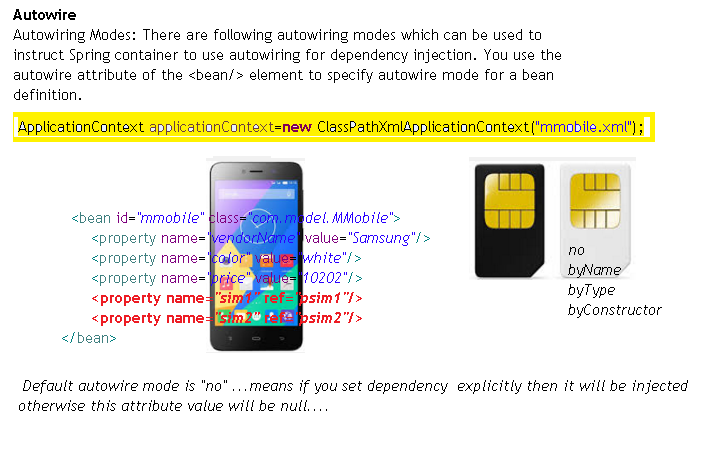 Autowire
Autowiring Modes: There are following autowiring modes which can be used to
instruct Spring container to use autowiring for dependency injection. You use the
autowire attribute of the <bean/> element to specify autowire mode for a bean
definition.
ApplicationContext applicationContext=new ClassPathXmlApplicationContext("mmobile.xml");
<bean id="mmobile" class="com.model.MMobile">
<property name="vendorName" value="Samsung"/>
<property name="color" value="white"/>
<property name="price" value="10202"/>
<property name="sim1" ref="psim1"/>
<property name="sim2" ref="psim2"/>
</bean>
no
byName
byType
byConstructor
Default autowire mode is "no" ...means if you set dependency explicitly then it will be injected
otherwise this attribute value will be null....